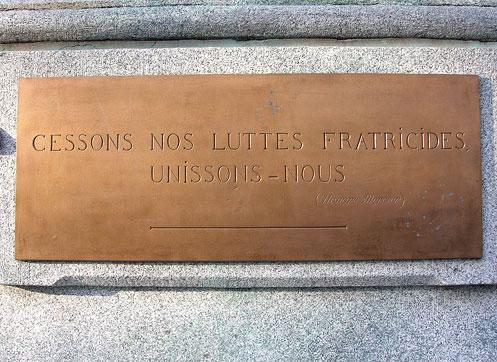 CESSONS NOS LUTTES FRATRICIDES,
UNISSONS-NOUS